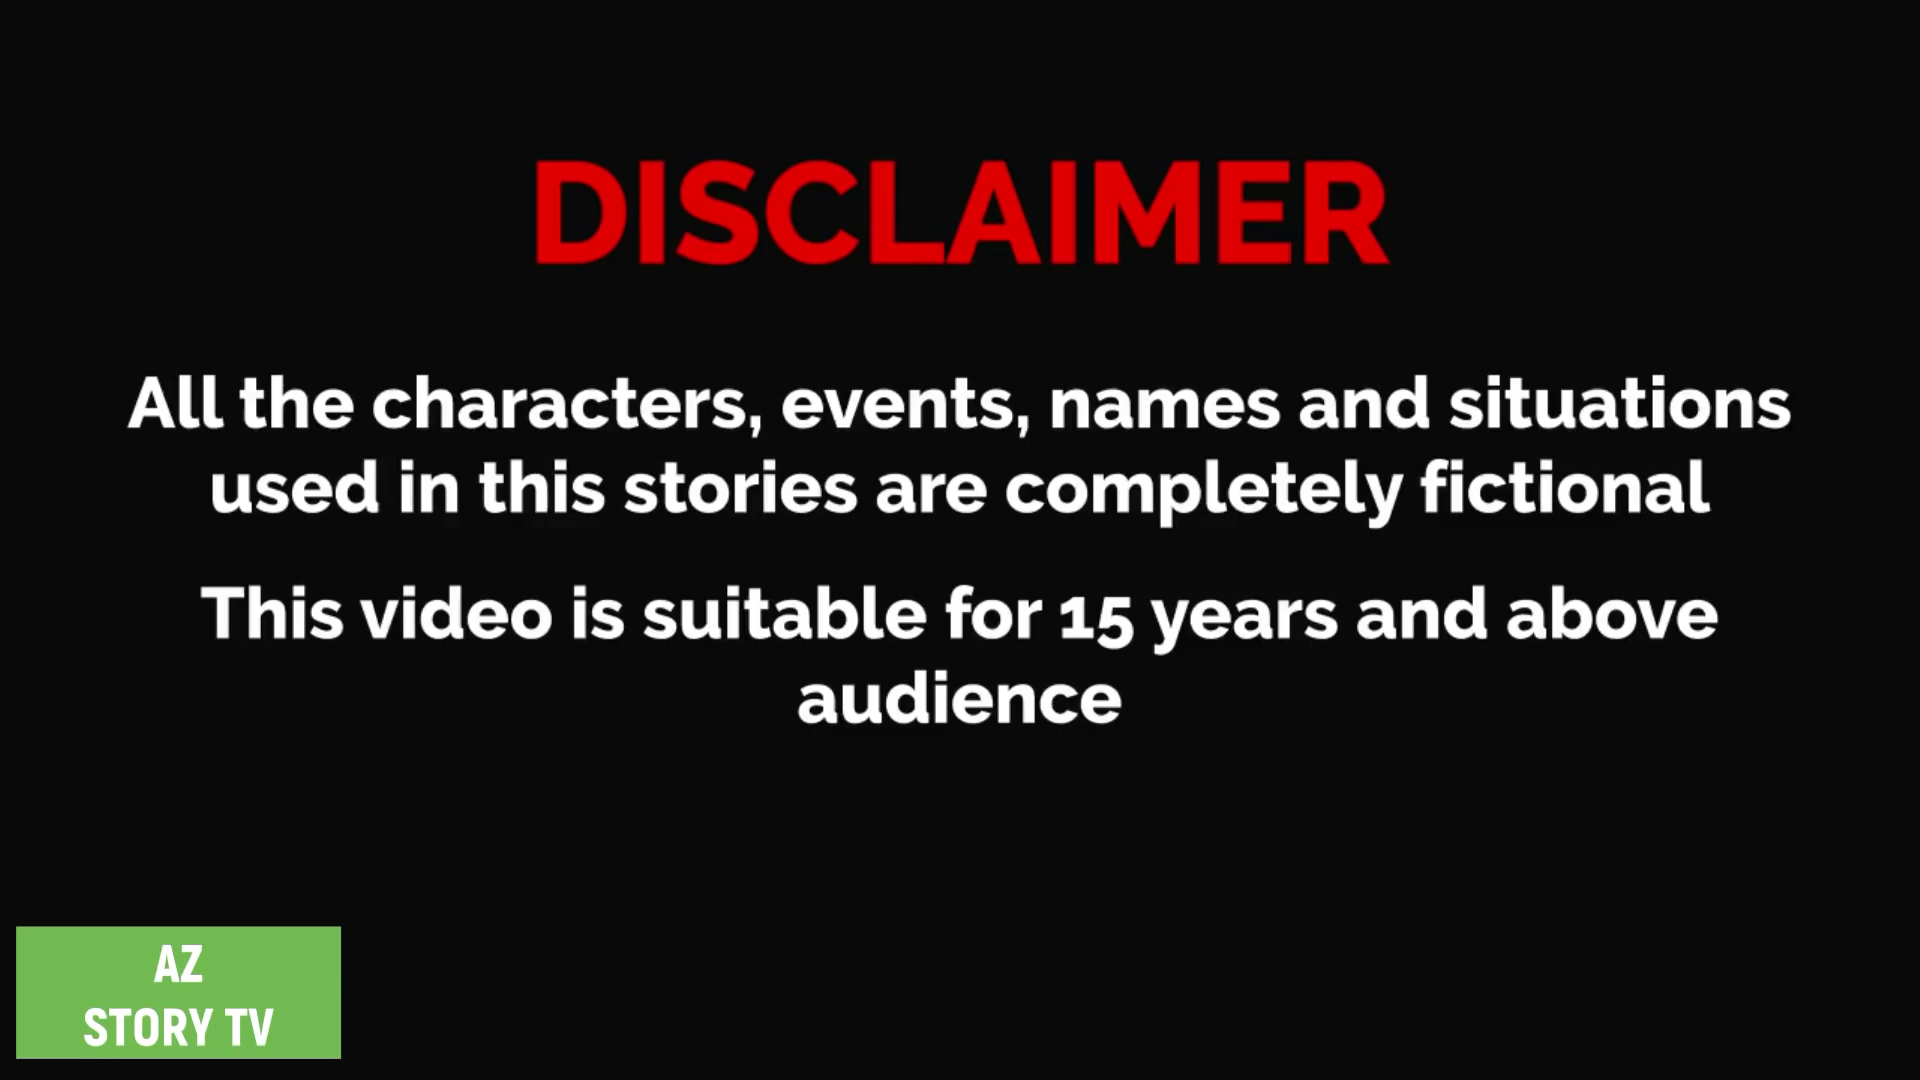 DISCLAIMER
All the characters, events, names and situations
used in this stories are completely fictional
This video is suitable for 15 years and above
audience
AZ
STORY TV